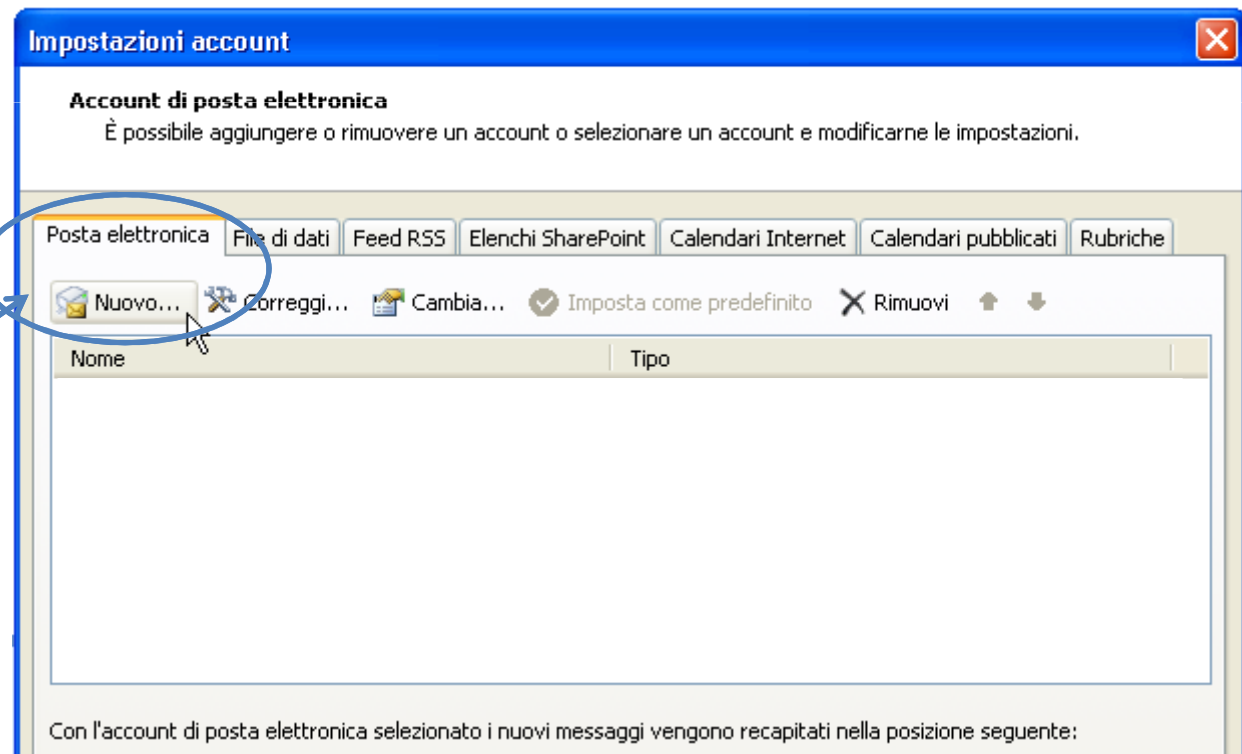 Impostazioni account
Account di posta elettronica
È possibile aggiungere o rimuovere un account o selezionare un account e modificarne le impostazioni.
Posta elettronica File di dati Feed RSS Elenchi SharePoint Calendari Internet Calendari pubblicati Rubriche
Nuovo... Correggi... Cambia... Imposta come predefinito Rimuovi
Nome Tipo
Con l'account di posta elettronica selezionato i nuovi messaggi vengono recapitati nella posizione seguente: